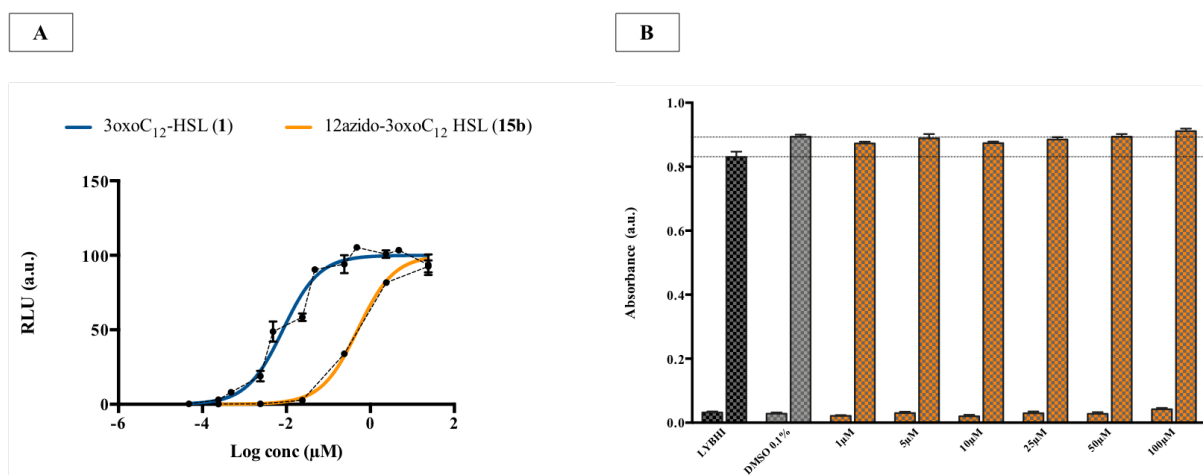 A
B
3oxoC12-HSL (1)
12azido-3oxoC12 HSL (15b)
150
100
50
0
RLU (a.u.)
-6
-4
-2
0
2
Log conc (µM)
1.0
0.8
0.6
0.4
0.2
0.0
Absorbance (a.u.)
LYBHI
DMSO 0.1%
1µM
5µM
10µM
25µM
50µM
100µM